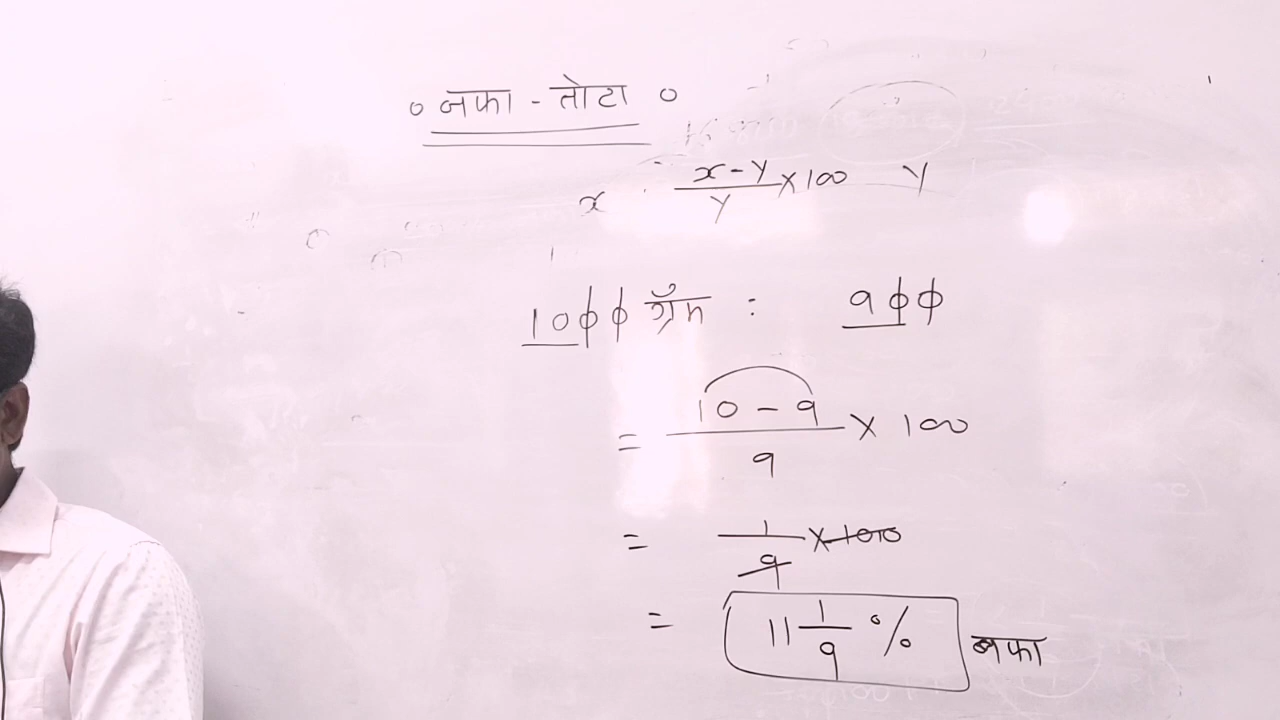 ० नफा - तोटा ०
x x-y/y × 100 y
1000 ग्रॅम : 900
= 10 - 9/9 × 100
= 1/9 × 100
= 11 1/9 % नफा